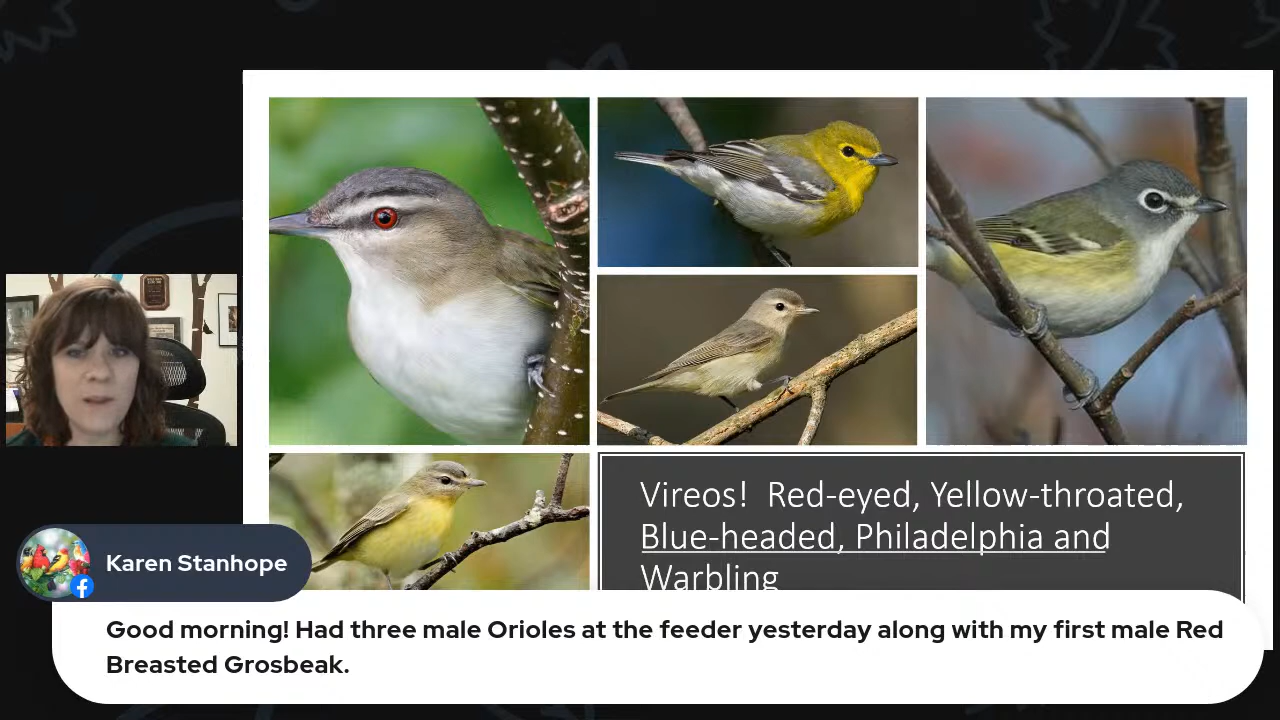 Vireos! Red-eyed, Yellow-throated,
Blue-headed, Philadelphia and
Warbling
Karen Stanhope
Good morning! Had three male Orioles at the feeder yesterday along with my first male Red
Breasted Grosbeak.